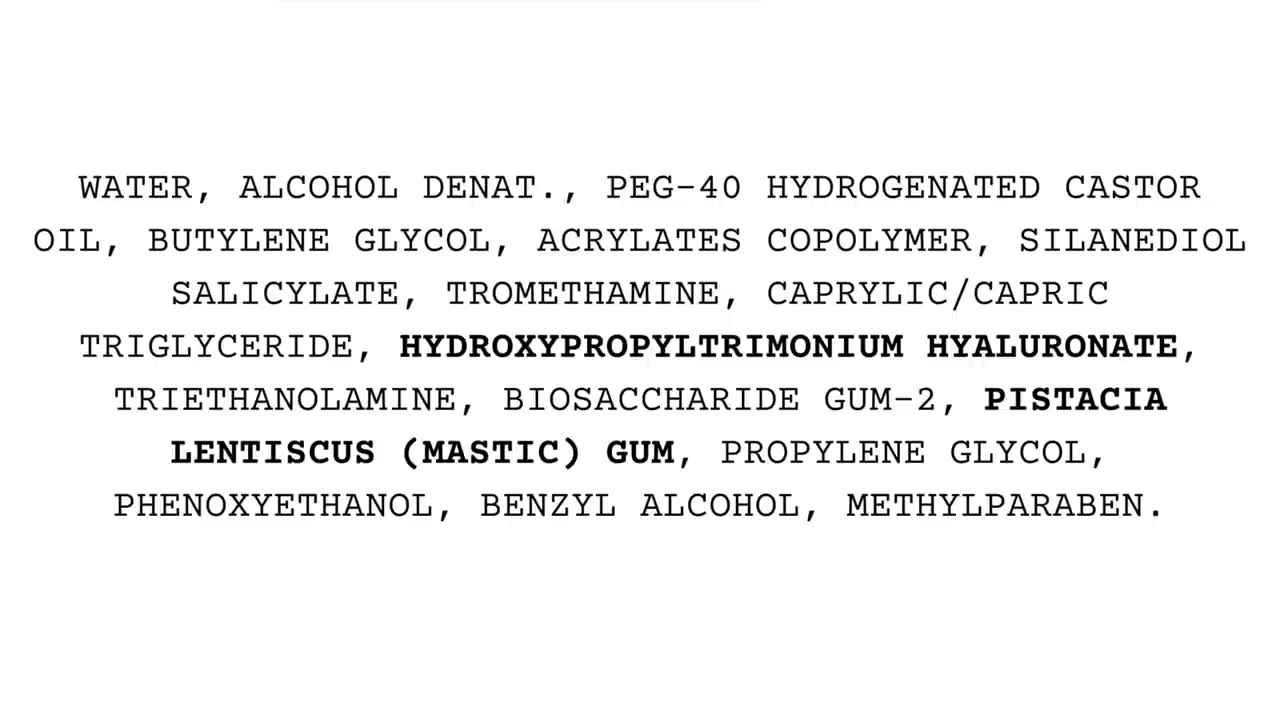 WATER, ALCOHOL DENAT., PEG-40 HYDROGENATED CASTOR
OIL, BUTYLENE GLYCOL, ACRYLATES COPOLYMER, SILANEDIOL
SALICYLATE, TROMETHAMINE, CAPRYLIC/CAPRIC
TRIGLYCERIDE, HYDROXYPROPYLTRIMONIUM HYALURONATE,
TRIETHANOLAMINE, BIOSACCHARIDE GUM-2, PISTACIA
LENTISCUS (MASTIC) GUM, PROPYLENE GLYCOL,
PHENOXYETHANOL, BENZYL ALCOHOL, METHYLPARABEN.